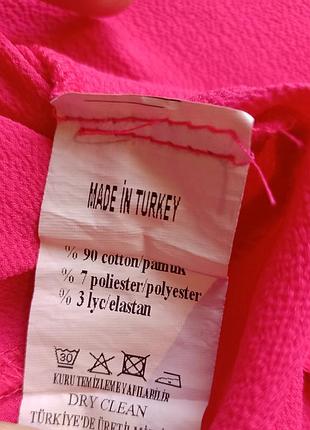 MADE İN TURKEY
% 90 cotton/pamuk
% 7 poliester/polyester
% 3 lyc/elastan
30
KURU TEMİZLEME YAPILABİLİR
DRY CLEAN
TÜRKİYE'DE ÜRETİLMİŞTİR